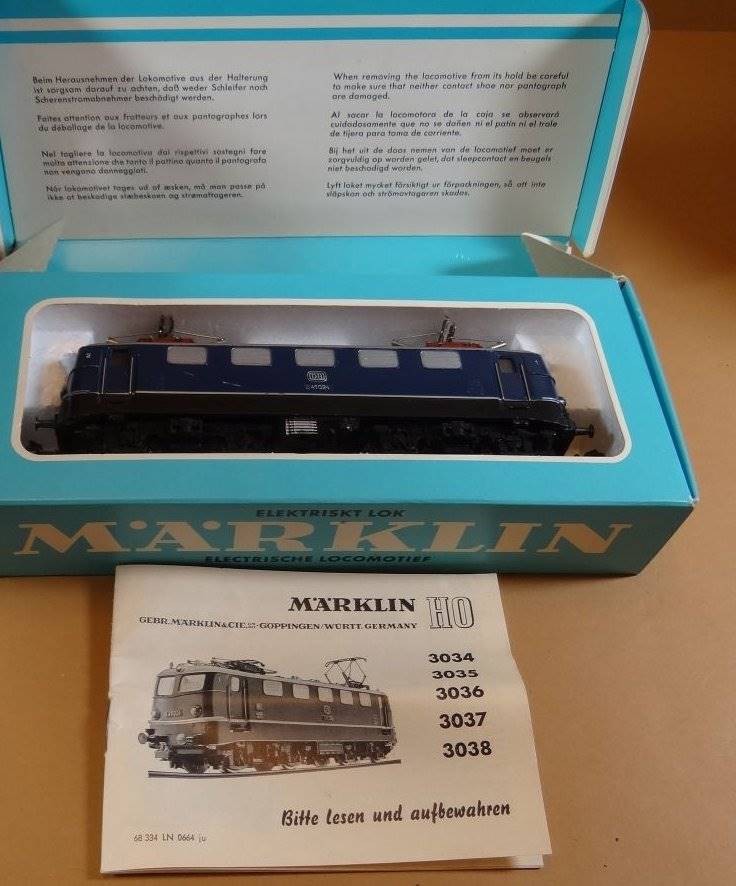 Beim Herausnehmen der Lokomotive aus der Halterung
ist sorgsam darauf zu achten, daß weder Schleifer noch
Scherenstromabnehmer beschädigt werden.
Faites attention aux frotteurs et aux pantographes lors
du déballage de la locomotive.
Nel togliere la locomotiva dai rispettivi sostegni fare
molta attenzione che tanto il pattino quanto il pantografo
non vengano danneggiati.
Når lokomotivet tages ud af æsken, må man passe på
ikke at beskadige slæbeskoen og strømaftageren.
When removing the locomotive from its hold be careful
to make sure that neither contact shoe nor pantograph
are damaged.
Al sacar la locomotora de la caja se observará
cuidadosamente que no se dañen ni el patín ni el trole
de tijera para toma de corriente.
Bij het uit de doos nemen van de locomotief moet er
zorgvuldig op worden gelet, dat sleepcontact en beugels
niet beschadigd worden.
Lyft loket mycket försiktigt ur förpackningen, så att inte
släpskon och strömavtagaren skadas.
DB
ELEKTRISKT LOK
MÄRKLIN
ELECTRISCHE LOCOMOTIEF
MÄRKLIN HO
GEBR. MÄRKLIN & CIE. GÖPPINGEN/WÜRTT. GERMANY
3034
3035
3036
3037
3038
Bitte lesen und aufbewahren
68 334 LN 0664 ju